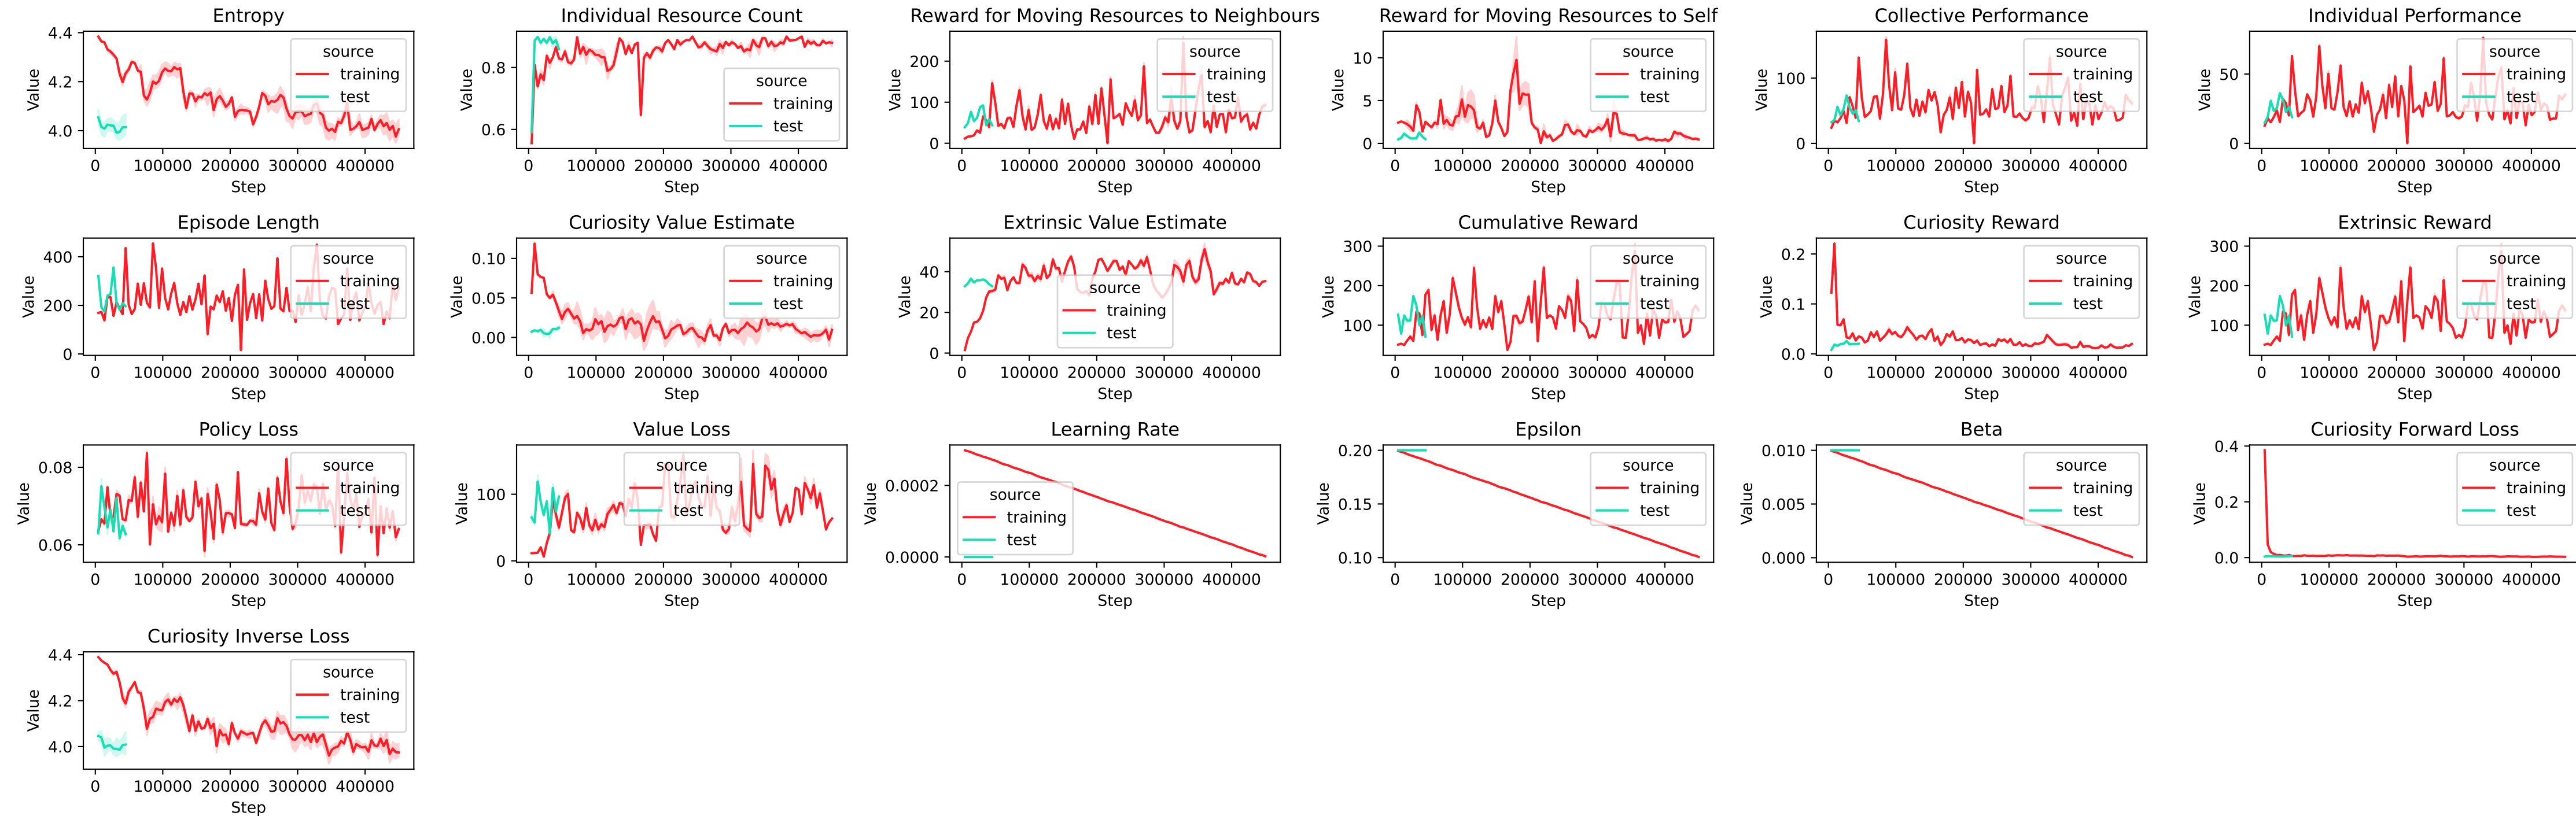 Entropy
Value
4.4
4.2
4.0
0 100000 200000 300000 400000
Step
source
training
test
Individual Resource Count
0.8
0.6
0 100000 200000 300000 400000
Step
source
training
test
Reward for Moving Resources to Neighbours
Value
200
100
0
0 100000 200000 300000 400000
Step
source
training
test
Reward for Moving Resources to Self
Value
10
5
0
0 100000 200000 300000 400000
Step
source
training
test
Collective Performance
Value
100
0
0 100000 200000 300000 400000
Step
source
training
test
Individual Performance
Value
50
0
0 100000 200000 300000 400000
Step
source
training
test
Episode Length
Value
400
200
0
0 100000 200000 300000 400000
Step
source
training
test
Curiosity Value Estimate
Value
0.10
0.05
0.00
0 100000 200000 300000 400000
Step
source
training
test
Extrinsic Value Estimate
Value
40
20
0
0 100000 200000 300000 400000
Step
source
training
test
Cumulative Reward
Value
300
200
100
0 100000 200000 300000 400000
Step
source
training
test
Curiosity Reward
Value
0.2
0.1
0.0
0 100000 200000 300000 400000
Step
source
training
test
Extrinsic Reward
Value
300
200
100
0 100000 200000 300000 400000
Step
source
training
test
Policy Loss
Value
0.08
0.06
0 100000 200000 300000 400000
Step
source
training
test
Value Loss
Value
100
0
0 100000 200000 300000 400000
Step
source
training
test
Learning Rate
Value
0.0002
0.0000
0 100000 200000 300000 400000
Step
source
training
test
Epsilon
Value
0.20
0.15
0.10
0 100000 200000 300000 400000
Step
source
training
test
Beta
Value
0.010
0.005
0.000
0 100000 200000 300000 400000
Step
source
training
test
Curiosity Forward Loss
Value
0.4
0.2
0.0
0 100000 200000 300000 400000
Step
source
training
test
Curiosity Inverse Loss
Value
4.4
4.2
4.0
0 100000 200000 300000 400000
Step
source
training
test